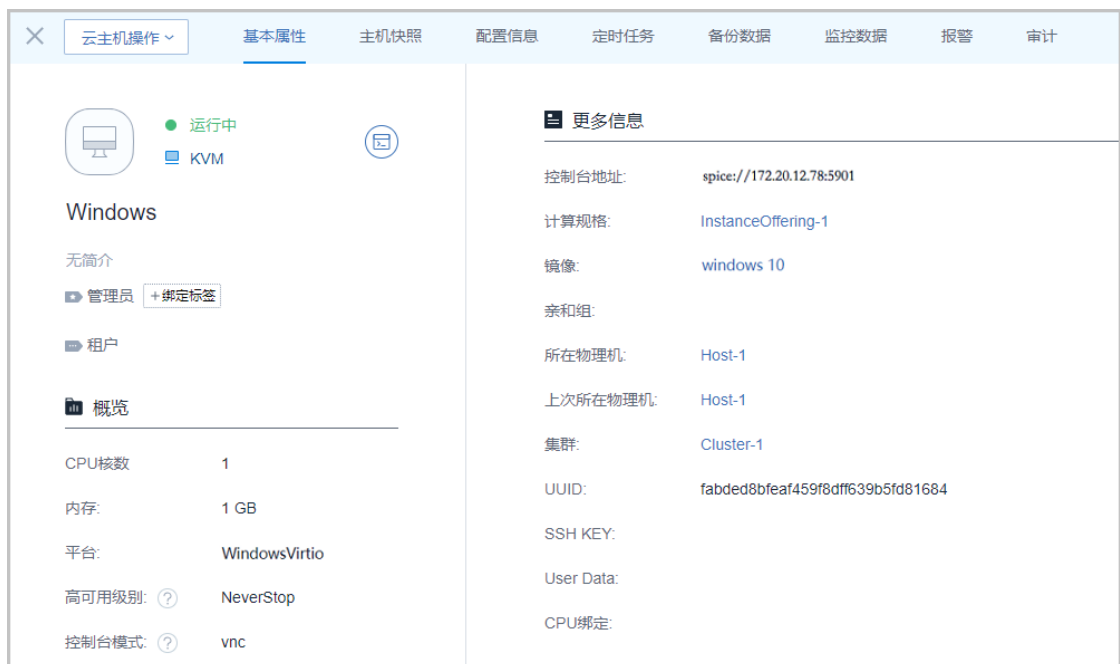 云主机操作 基本属性 主机快照 配置信息 定时任务 备份数据 监控数据 报警 审计
运行中
KVM
Windows
无简介
管理员 +绑定标签
租户
概览
CPU核数 1
内存: 1 GB
平台: WindowsVirtio
高可用级别: ? NeverStop
控制台模式: ? vnc
更多信息
控制台地址: spice://172.20.12.78:5901
计算规格: InstanceOffering-1
镜像: windows 10
亲和组:
所在物理机: Host-1
上次所在物理机: Host-1
集群: Cluster-1
UUID: fabded8bfeaf459f8dff639b5fd81684
SSH KEY:
User Data:
CPU绑定: